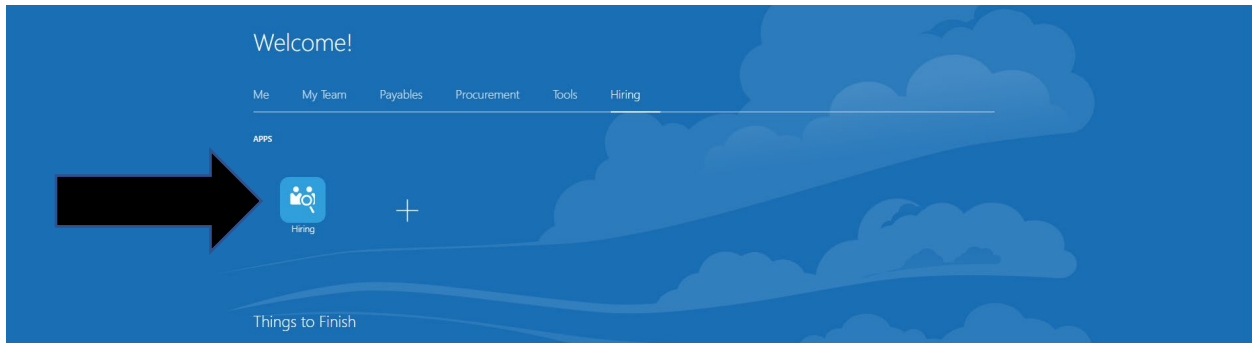 Welcome!
Me My Team Payables Procurement Tools Hiring
APPS
Hiring
Things to Finish